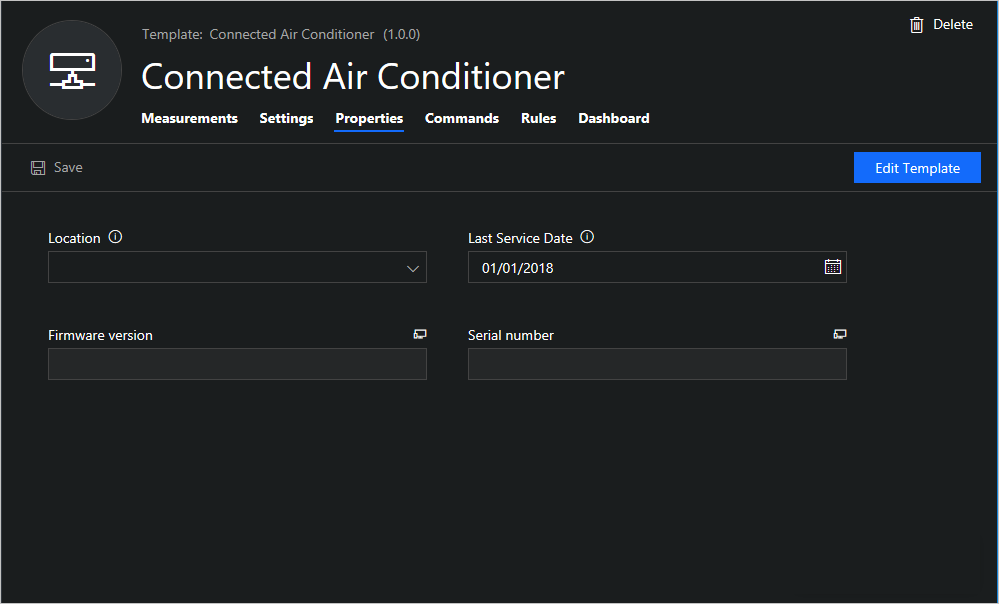 Template: Connected Air Conditioner (1.0.0)
Delete
Connected Air Conditioner
Measurements Settings Properties Commands Rules Dashboard
Save
Edit Template
Location
Last Service Date
01/01/2018
Firmware version
Serial number